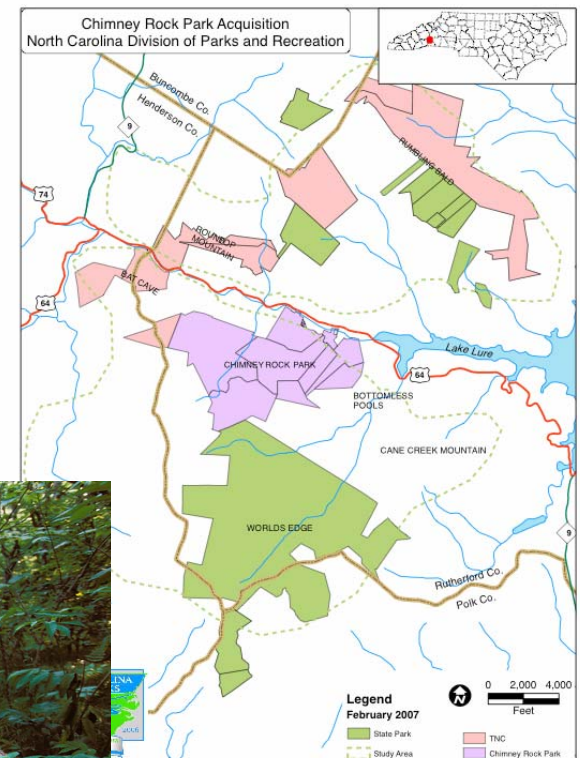 Chimney Rock Park Acquisition
North Carolina Division of Parks and Recreation
Buncombe Co.
Henderson Co.
9
74
RUMBLING BALD
ROUNDTOP
MOUNTAIN
BAT CAVE
64
CHIMNEY ROCK PARK
Lake Lure
64
BOTTOMLESS
POOLS
CANE CREEK MOUNTAIN
WORLDS EDGE
9
Rutherford Co.
Polk Co.
2006
Legend
February 2007
0 2,000 4,000
Feet
State Park
TNC
Study Area
Chimney Rock Park